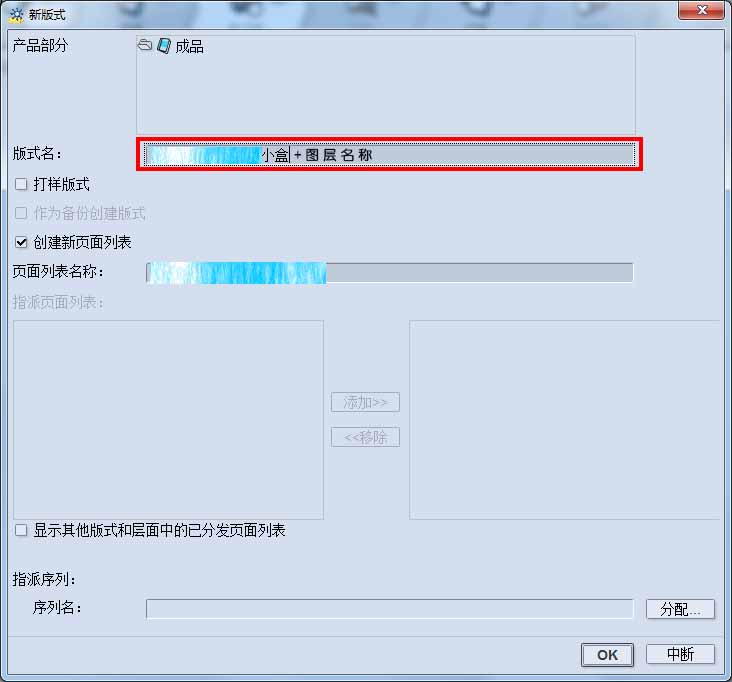 新版式
产品部分
成品
版式名：
小盒 + 图 层 名 称
打样版式
作为备份创建版式
创建新页面列表
页面列表名称：
指派页面列表：
添加>>
<<移除
显示其他版式和层面中的已分发页面列表
指派序列：
序列名：
分配...
OK
中断